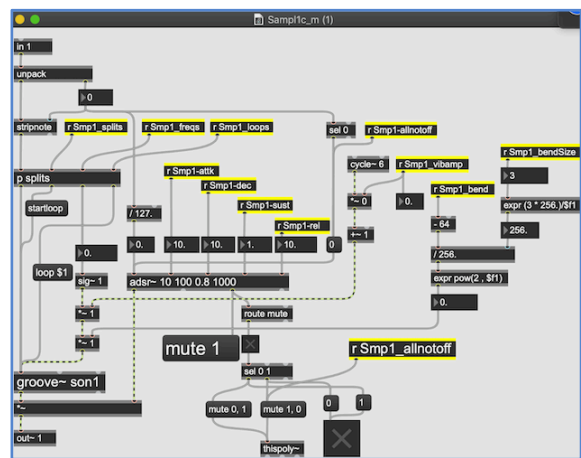 Sampl1c_m (1)
in 1
unpack
0
stripnote
r Smp1_splits
r Smp1_freqs
r Smp1_loops
sel 0
r Smp1-allnotoff
r Smp1_bendSize
cycle~ 6
r Smp1_vibamp
3
p splits
r Smp1-attk
r Smp1-dec
r Smp1_bend
startloop
/ 127.
r Smp1-sust
*~ 0
0.
expr (3 * 256.)/$f1
r Smp1-rel
- 64
256.
0.
0.
10.
10.
1.
10.
0
+~ 1
/ 256.
loop $1
sig~ 1
adsr~ 10 100 0.8 1000
expr pow(2 , $f1)
0.
*~ 1
route mute
*~ 1
mute 1
r Smp1_allnotoff
sel 0 1
groove~ son1
*~
mute 0, 1
mute 1, 0
0
1
out~ 1
thispoly~